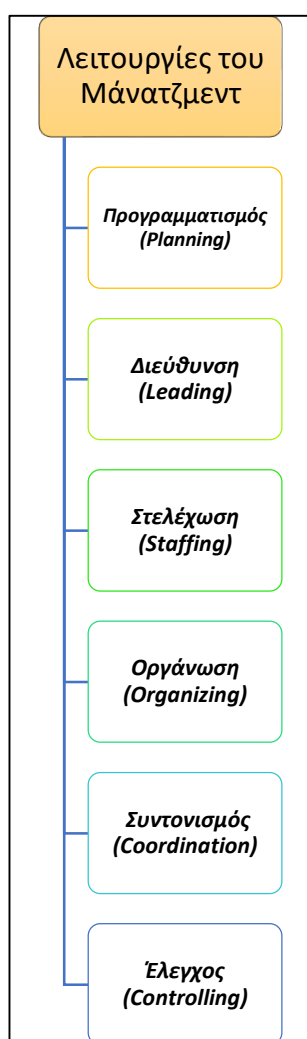 Λειτουργίες του
Μάνατζμεντ
Προγραμματισμός
(Planning)
Διεύθυνση
(Leading)
Στελέχωση
(Staffing)
Οργάνωση
(Organizing)
Συντονισμός
(Coordination)
Έλεγχος
(Controlling)